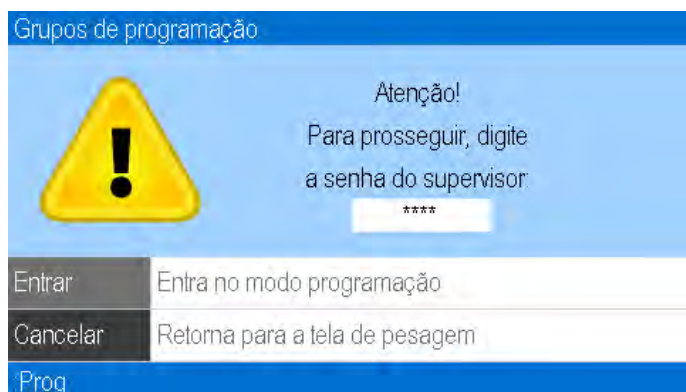 Grupos de programação
Atenção!
Para prosseguir, digite
a senha do supervisor:
****
Entrar Entra no modo programação
Cancelar Retorna para a tela de pesagem
Prog